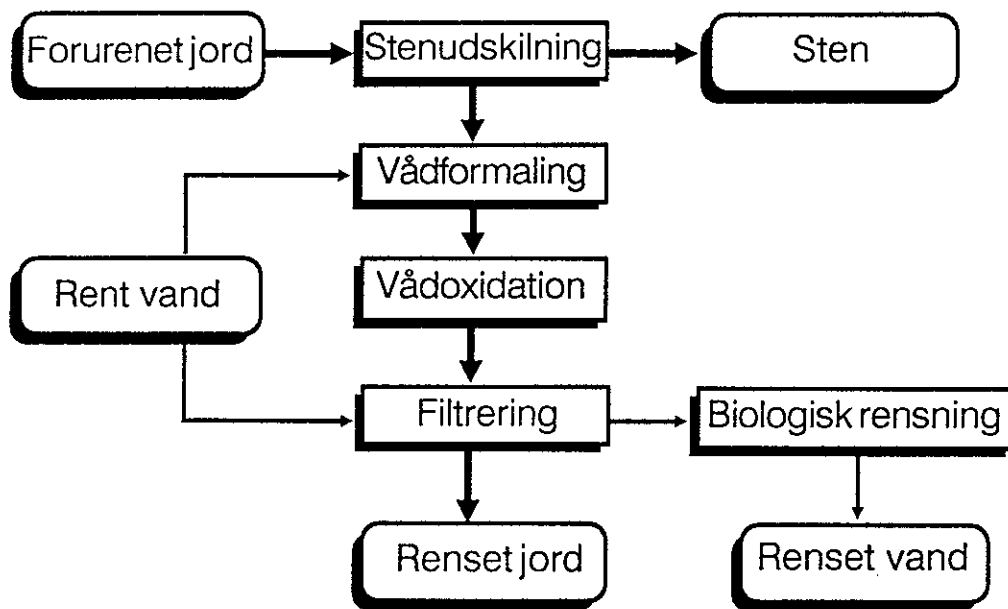 Forurenet jord
Stenudskilning
Sten
Vådformaling
Rent vand
Vådoxidation
Filtrering
Biologisk rensning
Renset jord
Renset vand